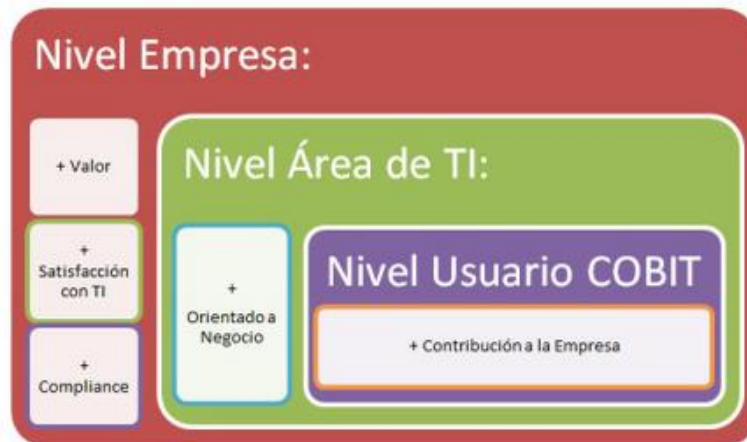 Nivel Empresa:
+ Valor
+
Satisfacción
con TI
+
Compliance
Nivel Área de TI:
+
Orientado a
Negocio
Nivel Usuario COBIT
+ Contribución a la Empresa